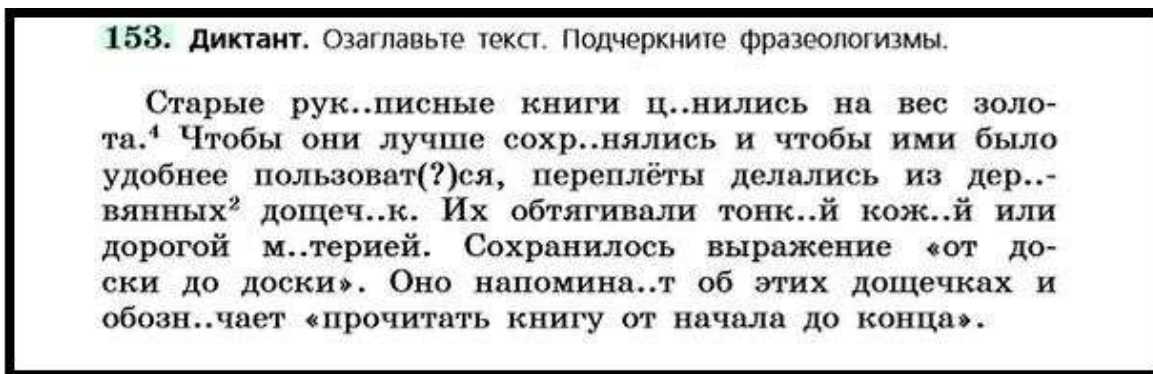 153. Диктант. Озаглавьте текст. Подчеркните фразеологизмы.
Старые рук..писные книги ц..нились на вес золо-
та.⁴ Чтобы они лучше сохр..нялись и чтобы ими было
удобнее пользоват(?)ся, переплёты делались из дер..-
вянных² дощеч..к. Их обтягивали тонк..й кож..й или
дорогой м..терией. Сохранилось выражение «от до-
ски до доски». Оно напомина..т об этих дощечках и
обозн..чает «прочитать книгу от начала до конца».